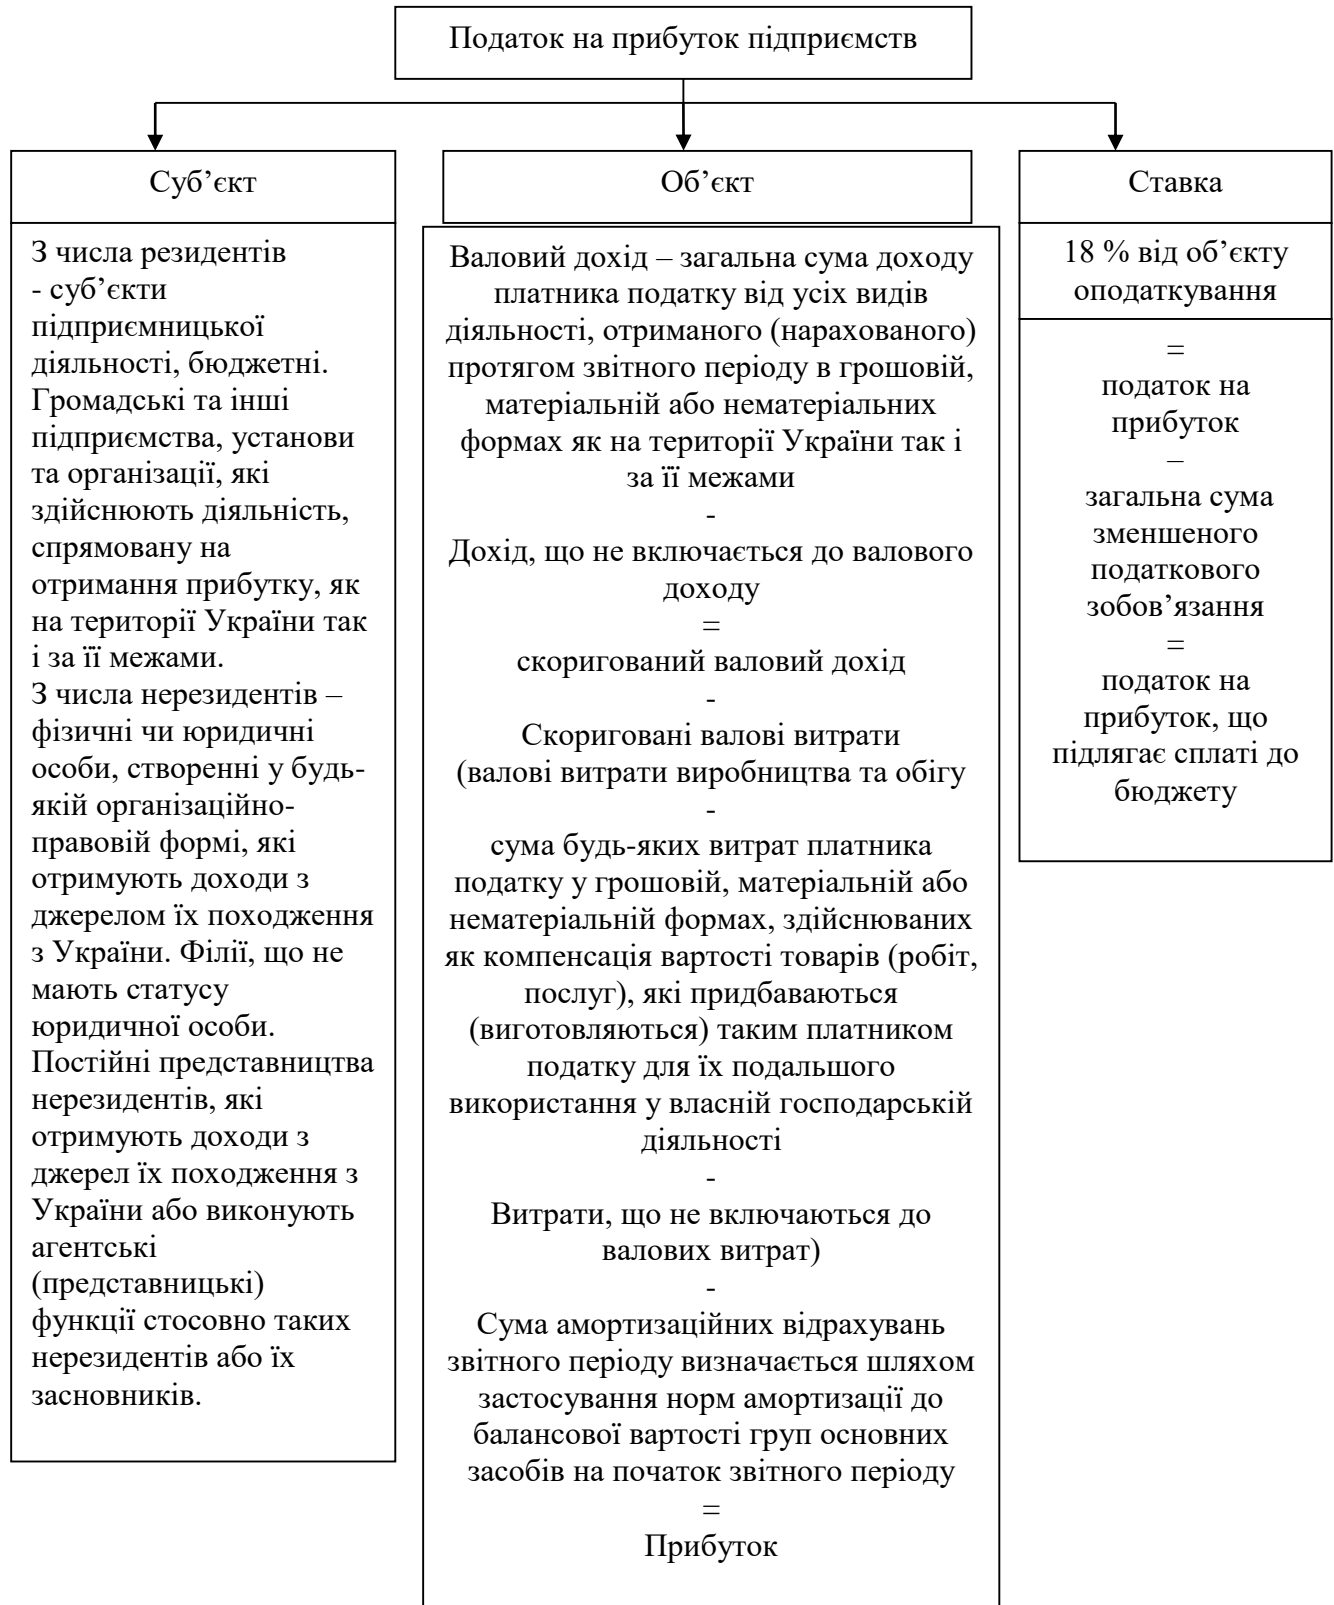 Податок на прибуток підприємств
Суб’єкт
З числа резидентів
- суб’єкти
підприємницької
діяльності, бюджетні.
Громадські та інші
підприємства, установи
та організації, які
здійснюють діяльність,
спрямовану на
отримання прибутку, як
на території України так
і за її межами.
З числа нерезидентів –
фізичні чи юридичні
особи, створенні у будь-
якій організаційно-
правовій формі, які
отримують доходи з
джерелом їх походження
з України. Філії, що не
мають статусу
юридичної особи.
Постійні представництва
нерезидентів, які
отримують доходи з
джерел їх походження з
України або виконують
агентські
(представницькі)
функції стосовно таких
нерезидентів або їх
засновників.
Об’єкт
Валовий дохід – загальна сума доходу
платника податку від усіх видів
діяльності, отриманого (нарахованого)
протягом звітного періоду в грошовій,
матеріальній або нематеріальних
формах як на території України так і
за її межами
-
Дохід, що не включається до валового
доходу
=
скоригований валовий дохід
-
Скориговані валові витрати
(валові витрати виробництва та обігу
-
сума будь-яких витрат платника
податку у грошовій, матеріальній або
нематеріальній формах, здійснюваних
як компенсація вартості товарів (робіт,
послуг), які придбаваються
(виготовляються) таким платником
податку для їх подальшого
використання у власній господарській
діяльності
-
Витрати, що не включаються до
валових витрат)
-
Сума амортизаційних відрахувань
звітного періоду визначається шляхом
застосування норм амортизації до
балансової вартості груп основних
засобів на початок звітного періоду
=
Прибуток
Ставка
18 % від об’єкту
оподаткування
=
податок на
прибуток
–
загальна сума
зменшеного
податкового
зобов’язання
=
податок на
прибуток, що
підлягає сплаті до
бюджету